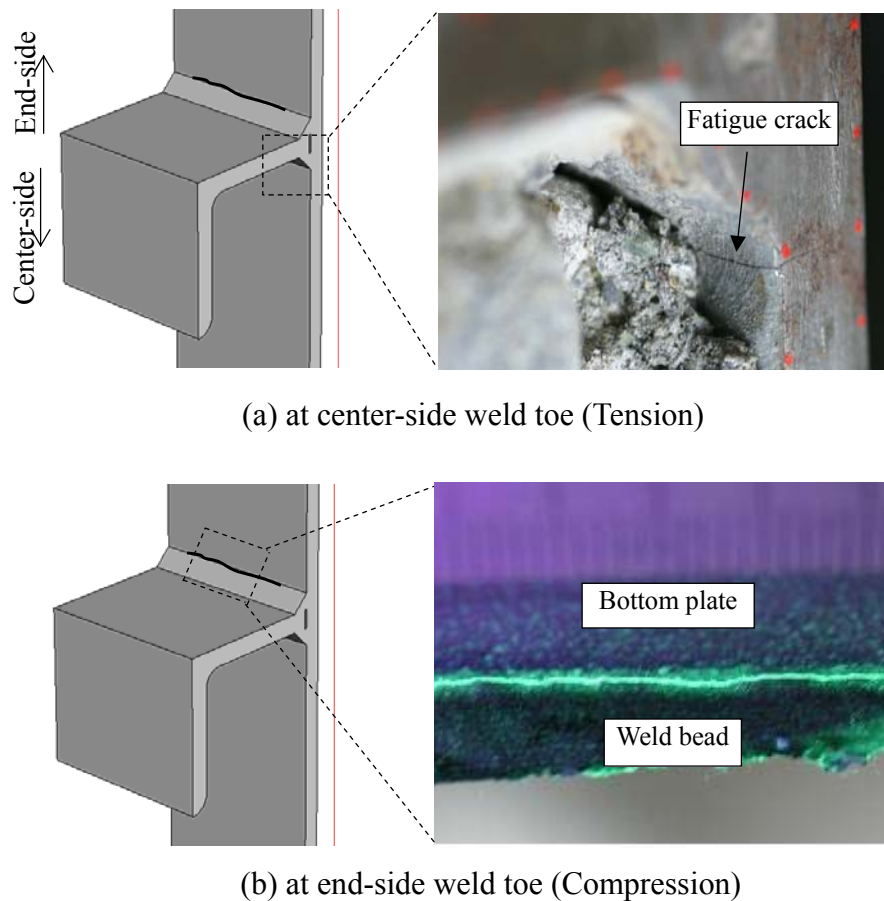 End-side
Center-side
Fatigue crack
(a) at center-side weld toe (Tension)
Bottom plate
Weld bead
(b) at end-side weld toe (Compression)